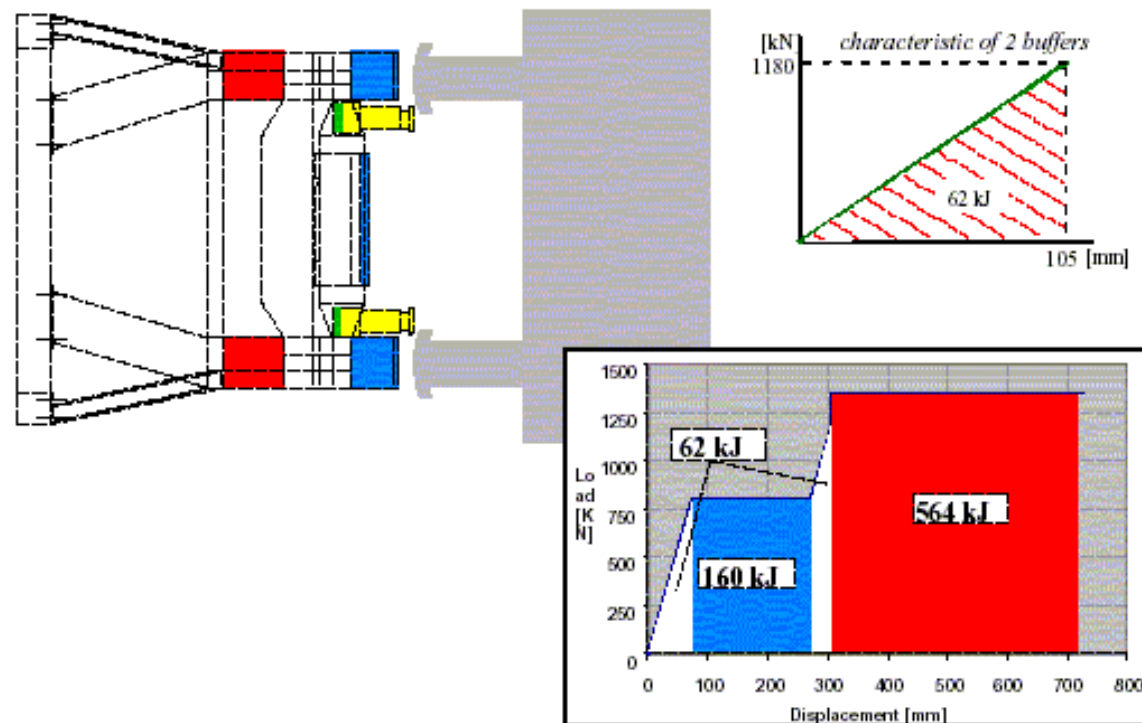 [kN
characteristic of 2 buffers
1180
62 kJ
105 [mm]
1500
1250
1000
750
500
250
0
Lo
ad
[K
N]
62 kJ
564 kJ
160 kJ
0 100 200 300 400 500 600 700 800
Displacement [mm]